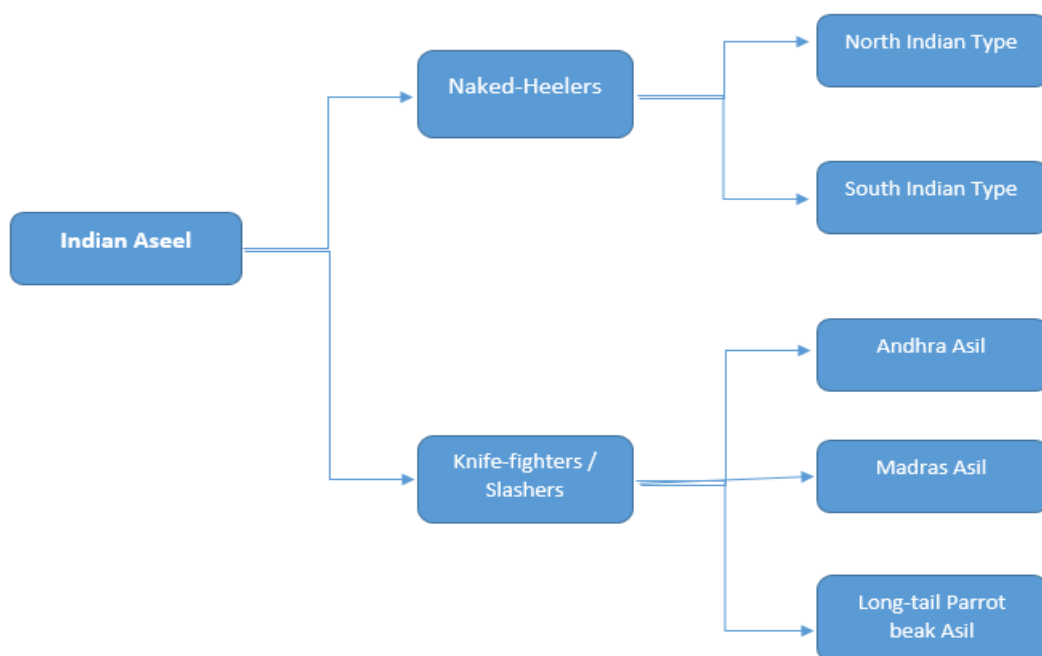 Indian Aseel
Naked-Heelers
North Indian Type
South Indian Type
Knife-fighters /
Slashers
Andhra Asil
Madras Asil
Long-tail Parrot
beak Asil